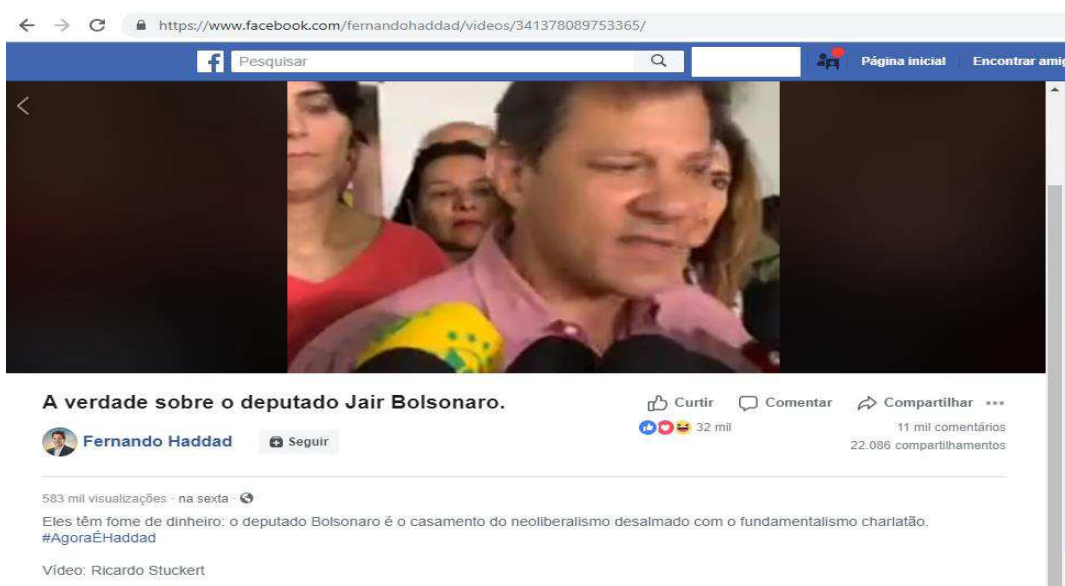 https://www.facebook.com/fernandohaddad/videos/341378089753365/
Pesquisar
Página inicial Encontrar amig
A verdade sobre o deputado Jair Bolsonaro.
Curtir Comentar Compartilhar
32 mil 11 mil comentários
Fernando Haddad Seguir
22.086 compartilhamentos
583 mil visualizações · na sexta ·
Eles têm fome de dinheiro: o deputado Bolsonaro é o casamento do neoliberalismo desalmado com o fundamentalismo charlatão.
#AgoraÉHaddad
Vídeo: Ricardo Stuckert